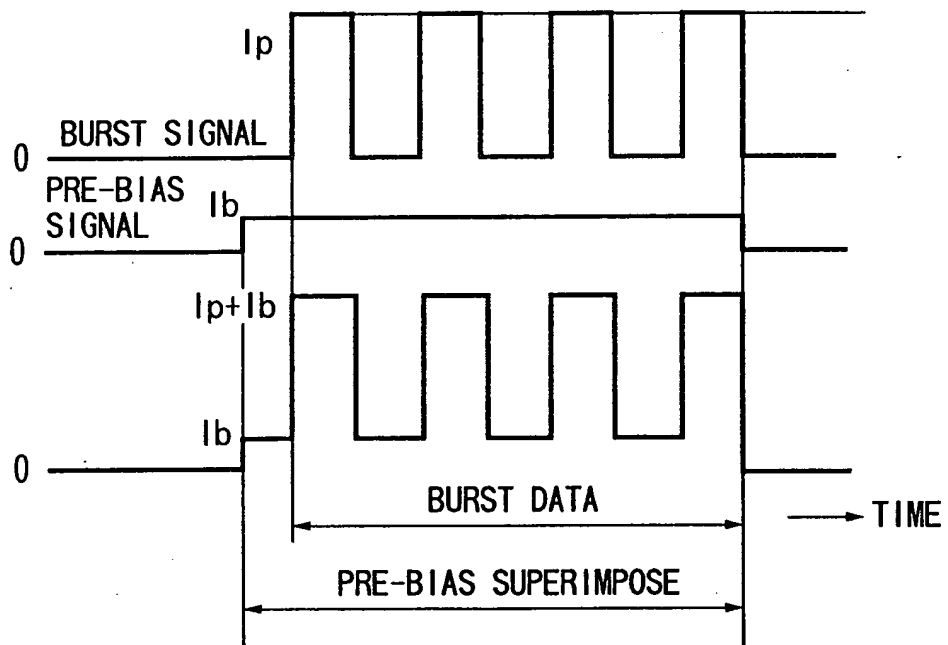 Ip
BURST SIGNAL
0
PRE-BIAS
SIGNAL
Ib
0
Ip+Ib
Ib
0
BURST DATA
TIME
PRE-BIAS SUPERIMPOSE